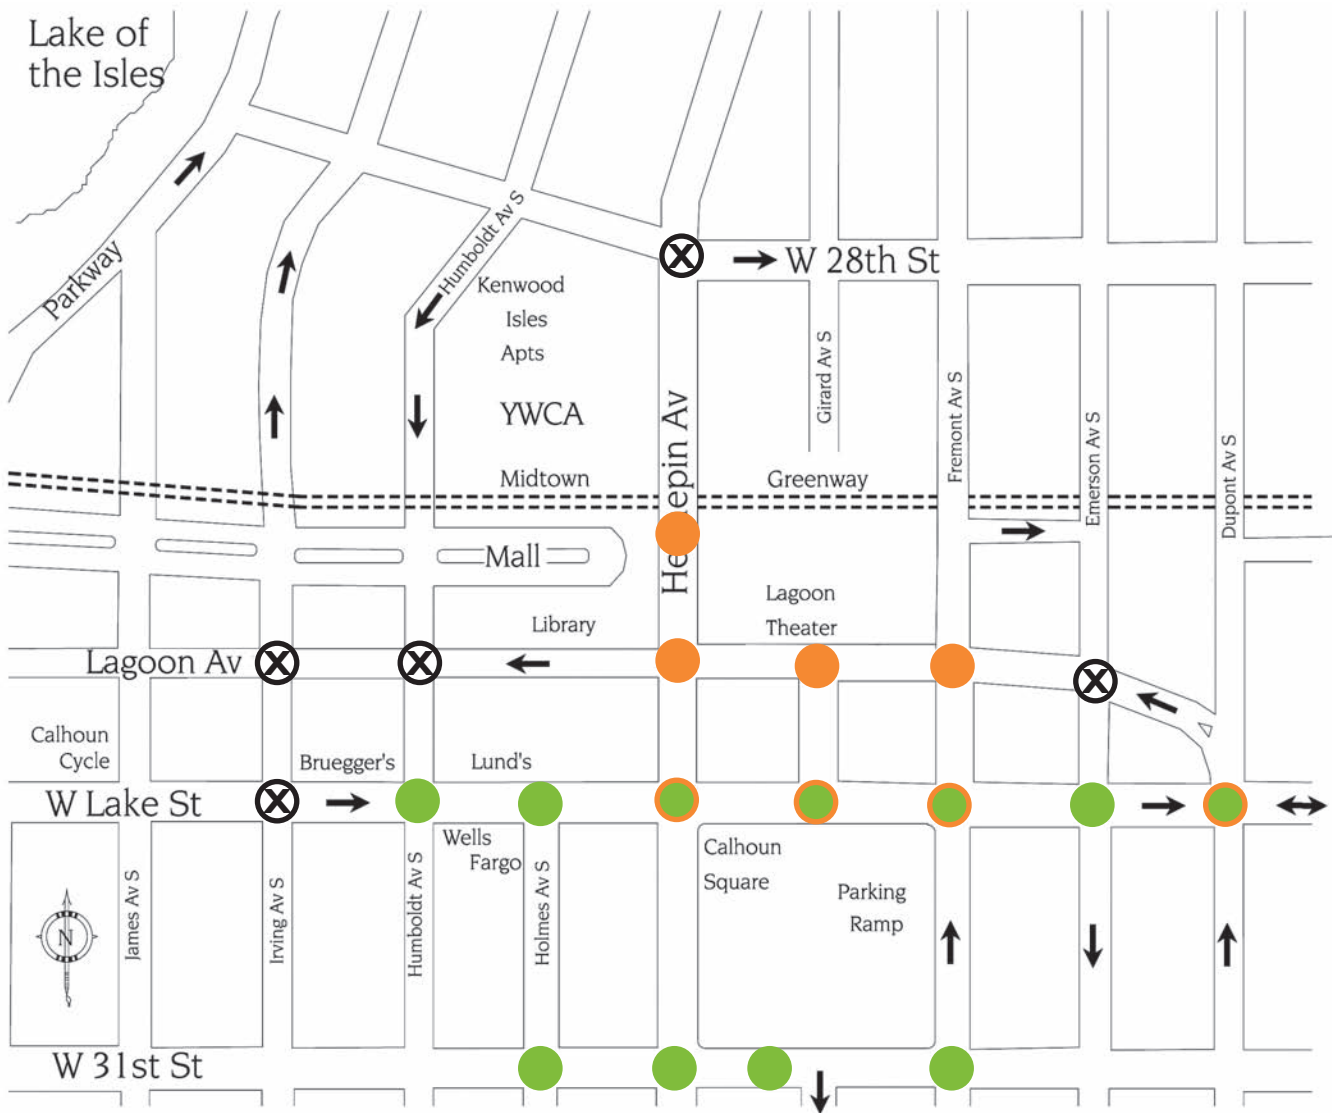 Lake of
the Isles
Parkway
Humboldt Av S
X
W 28th St
Kenwood
Isles
Apts
YWCA
Midtown
Greenway
Girard Av S
Fremont Av S
Emerson Av S
Dupont Av S
Mall
Library
Lagoon
Theater
Lagoon Av
X
X
X
Calhoun
Cycle
Bruegger's
Lund's
W Lake St
X
Wells
Fargo
Calhoun
Square
Parking
Ramp
James Av S
Irving Av S
Humboldt Av S
Holmes Av S
N
W 31st St